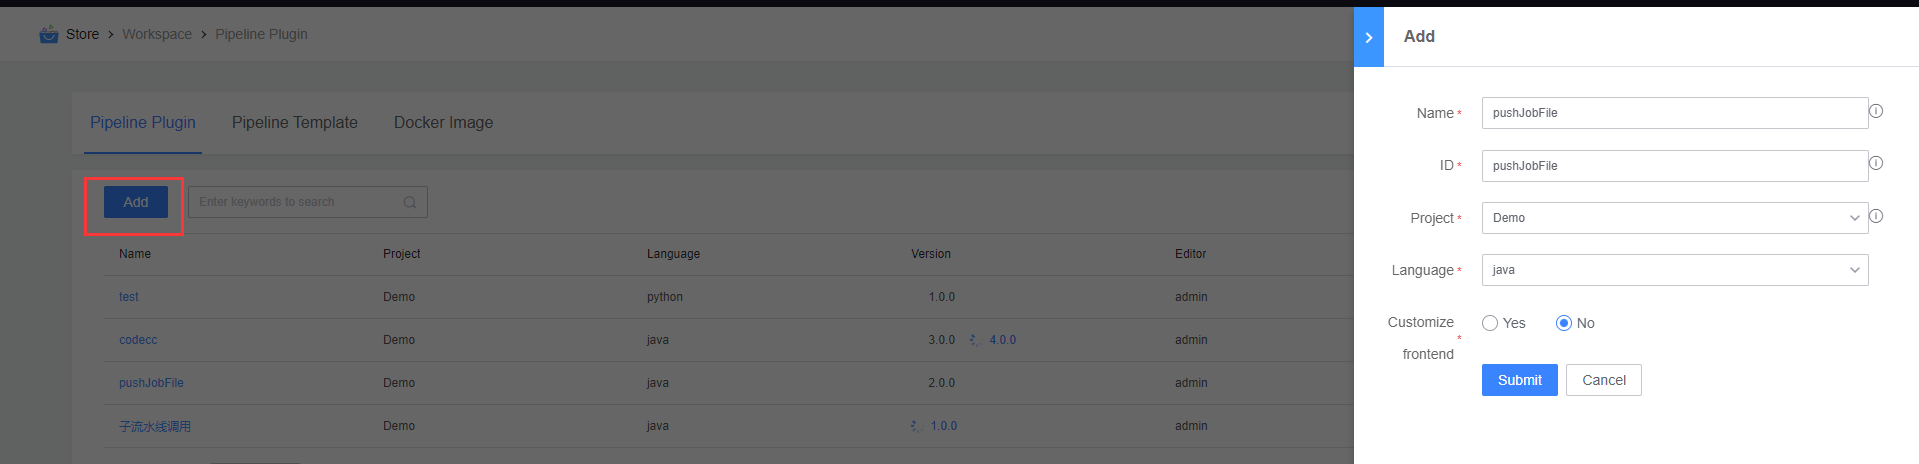 Store > Workspace > Pipeline Plugin
Pipeline Plugin Pipeline Template Docker Image
Add Enter keywords to search
Name Project Language Version Editor
test Demo python 1.0.0 admin
codecc Demo java 3.0.0 4.0.0 admin
pushJobFile Demo java 2.0.0 admin
子流水线调用 Demo java 1.0.0 admin
Add
Name * pushJobFile
ID * pushJobFile
Project * Demo
Language * java
Customize frontend * Yes No
Submit Cancel